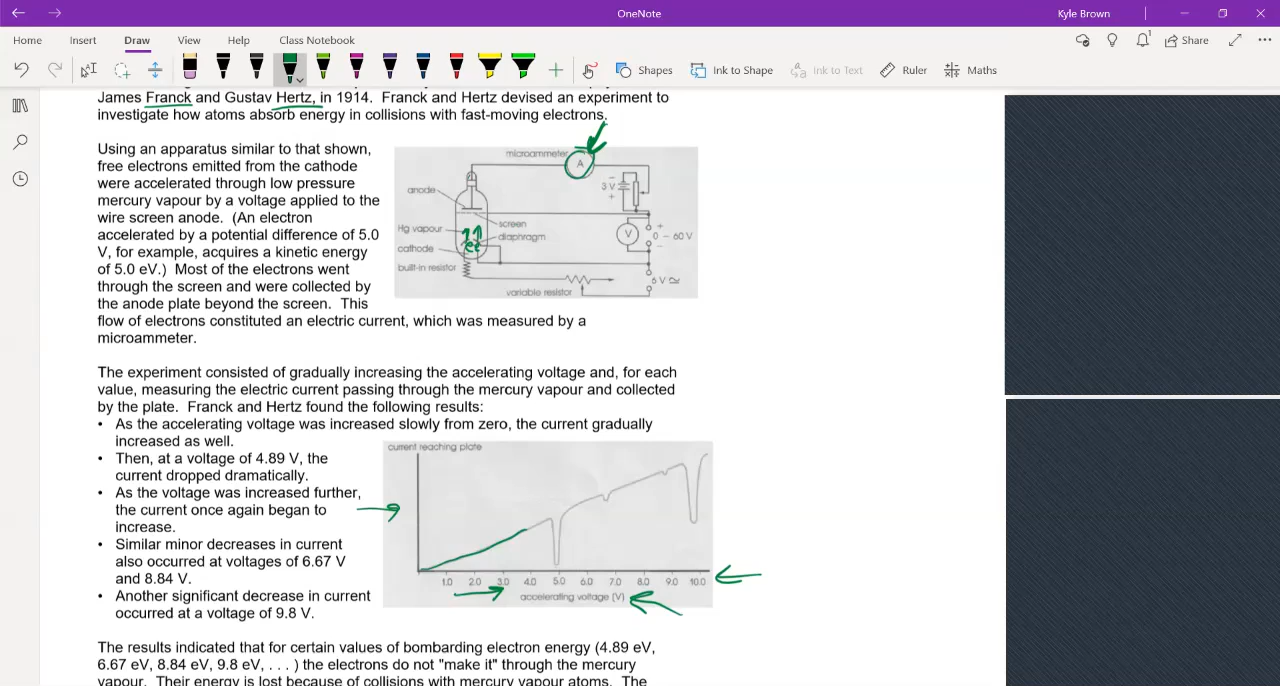 OneNote
Kyle Brown
Home Insert Draw View Help Class Notebook
Share
Shapes Ink to Shape Ink to Text Ruler Maths
James Franck and Gustav Hertz, in 1914. Franck and Hertz devised an experiment to
investigate how atoms absorb energy in collisions with fast-moving electrons.
Using an apparatus similar to that shown,
free electrons emitted from the cathode
were accelerated through low pressure
mercury vapour by a voltage applied to the
wire screen anode. (An electron
accelerated by a potential difference of 5.0
V, for example, acquires a kinetic energy
of 5.0 eV.) Most of the electrons went
through the screen and were collected by
the anode plate beyond the screen. This
flow of electrons constituted an electric current, which was measured by a
microammeter.
microammeter
A
3 V
−
+
anode
screen
Hg vapour
diaphragm
V
+
0 – 60 V
−
cathode
e e
built-in resistor
6 V
variable resistor
The experiment consisted of gradually increasing the accelerating voltage and, for each
value, measuring the electric current passing through the mercury vapour and collected
by the plate. Franck and Hertz found the following results:
• As the accelerating voltage was increased slowly from zero, the current gradually
increased as well.
• Then, at a voltage of 4.89 V, the
current dropped dramatically.
• As the voltage was increased further,
the current once again began to
increase.
• Similar minor decreases in current
also occurred at voltages of 6.67 V
and 8.84 V.
• Another significant decrease in current
occurred at a voltage of 9.8 V.
current reaching plate
1.0 2.0 3.0 4.0 5.0 6.0 7.0 8.0 9.0 10.0
accelerating voltage (V)
The results indicated that for certain values of bombarding electron energy (4.89 eV,
6.67 eV, 8.84 eV, 9.8 eV, . . . ) the electrons do not "make it" through the mercury
vapour. Their energy is lost because of collisions with mercury vapour atoms. The